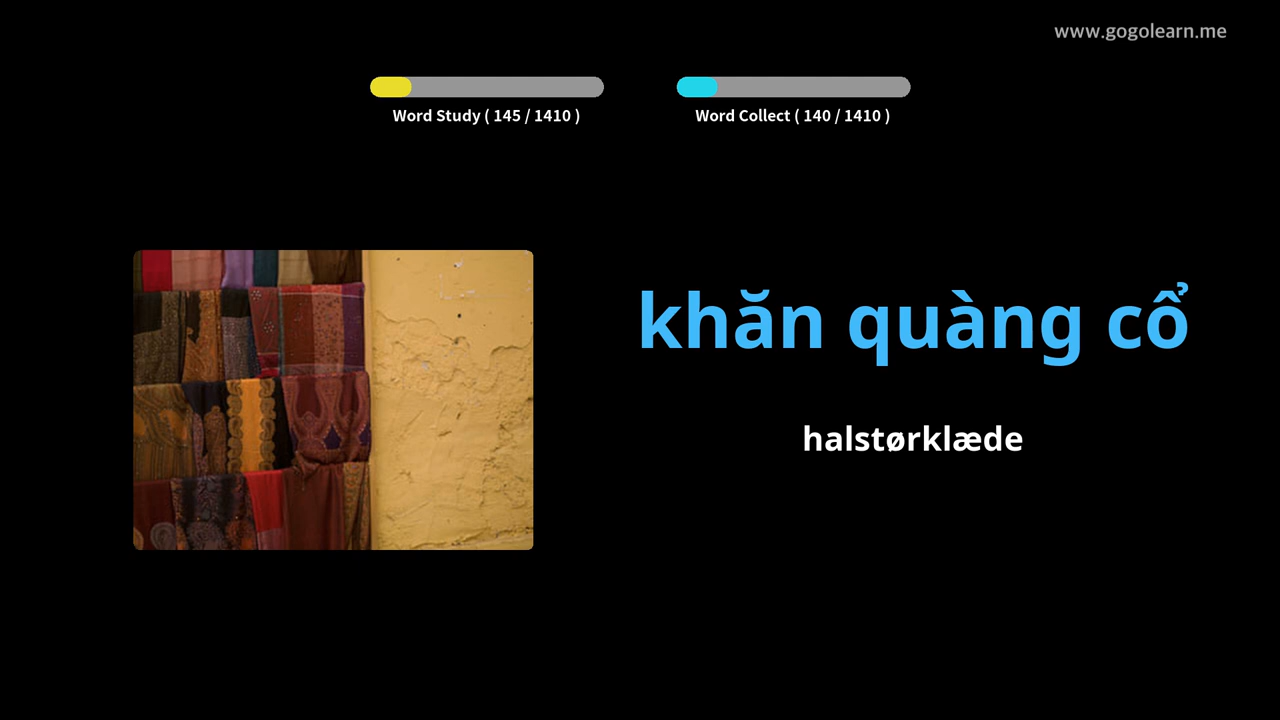 www.gogolearn.me
Word Study ( 145 / 1410 )
Word Collect ( 140 / 1410 )
khăn quàng cổ
halstørklæde